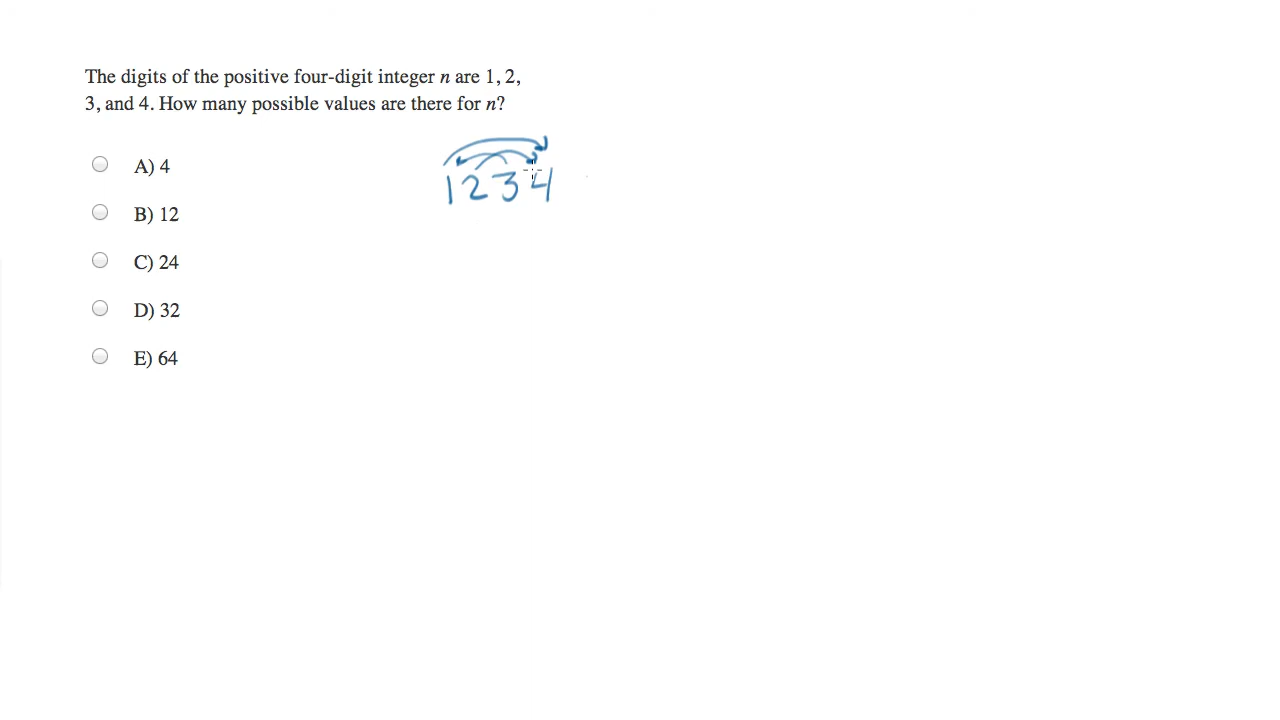 The digits of the positive four-digit integer n are 1, 2,
3, and 4. How many possible values are there for n?
1234
A) 4
B) 12
C) 24
D) 32
E) 64